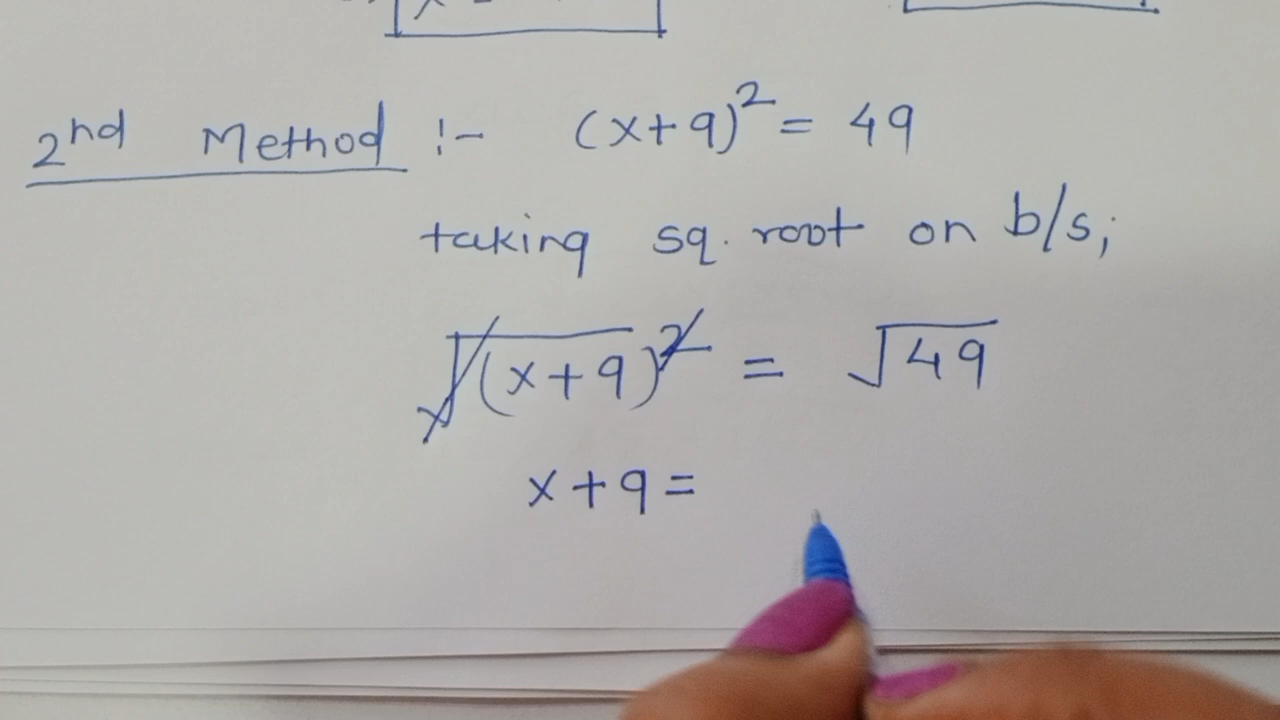 2nd Method :- (x+9)² = 49
taking sq. root on b/s;
√(x+9)² = √49
x+9=